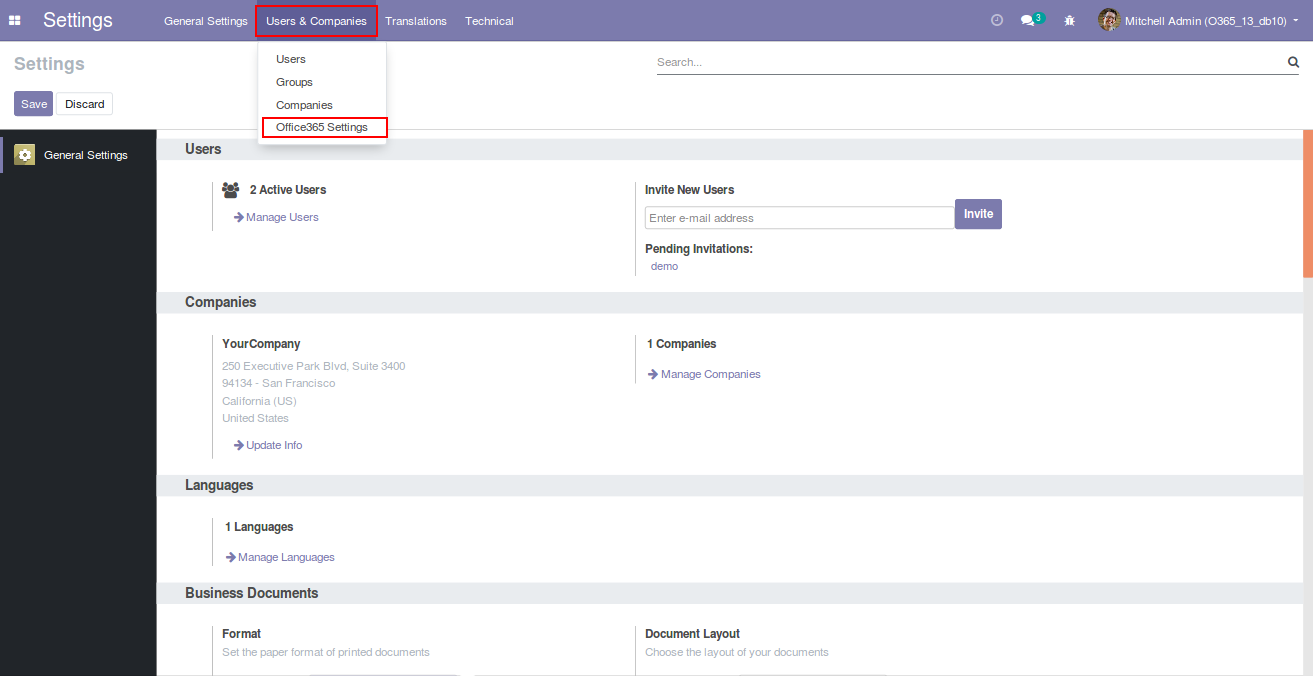 Settings General Settings Users & Companies Translations Technical 3 Mitchell Admin (O365_13_db10)
Settings
Search...
Save Discard
Users
Groups
Companies
Office365 Settings
General Settings
Users
2 Active Users
Manage Users
Invite New Users
Enter e-mail address Invite
Pending Invitations:
demo
Companies
YourCompany
250 Executive Park Blvd, Suite 3400
94134 - San Francisco
California (US)
United States
Update Info
1 Companies
Manage Companies
Languages
1 Languages
Manage Languages
Business Documents
Format
Set the paper format of printed documents
Document Layout
Choose the layout of your documents